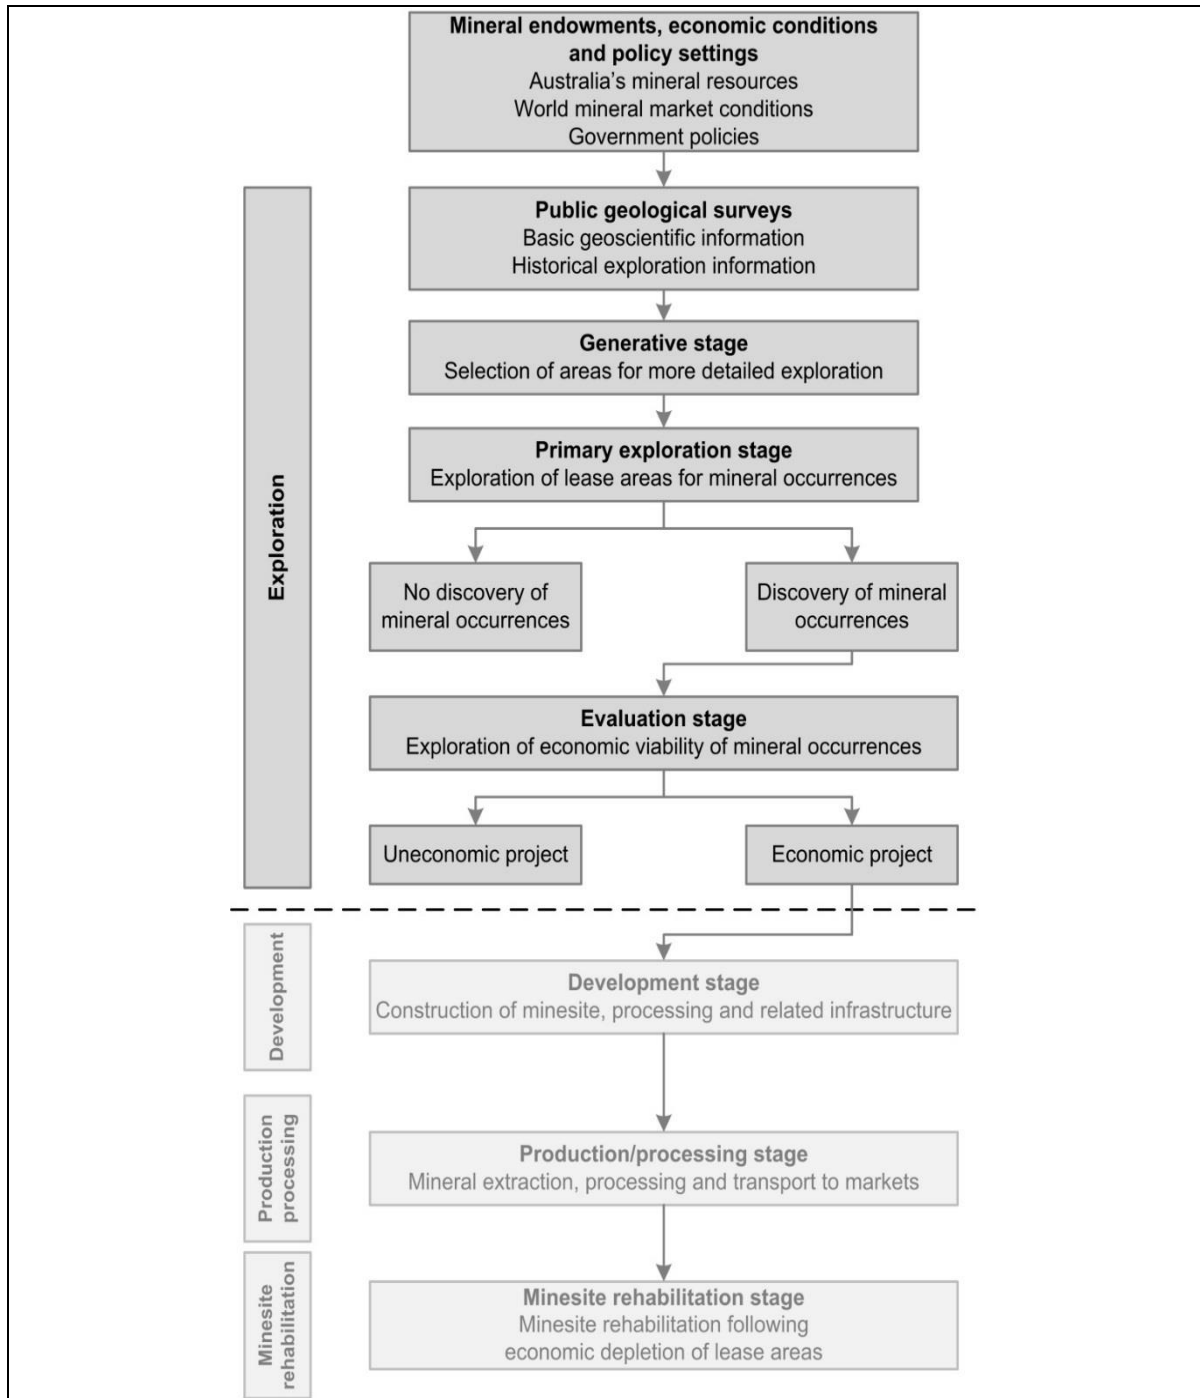 Mineral endowments, economic conditions
and policy settings
Australia’s mineral resources
World mineral market conditions
Government policies
Exploration
Public geological surveys
Basic geoscientific information
Historical exploration information
Generative stage
Selection of areas for more detailed exploration
Primary exploration stage
Exploration of lease areas for mineral occurrences
No discovery of
mineral occurrences
Discovery of mineral
occurrences
Evaluation stage
Exploration of economic viability of mineral occurrences
Uneconomic project
Economic project
Development
Development stage
Construction of minesite, processing and related infrastructure
Production
processing
Production/processing stage
Mineral extraction, processing and transport to markets
Minesite
rehabilitation
Minesite rehabilitation stage
Minesite rehabilitation following
economic depletion of lease areas